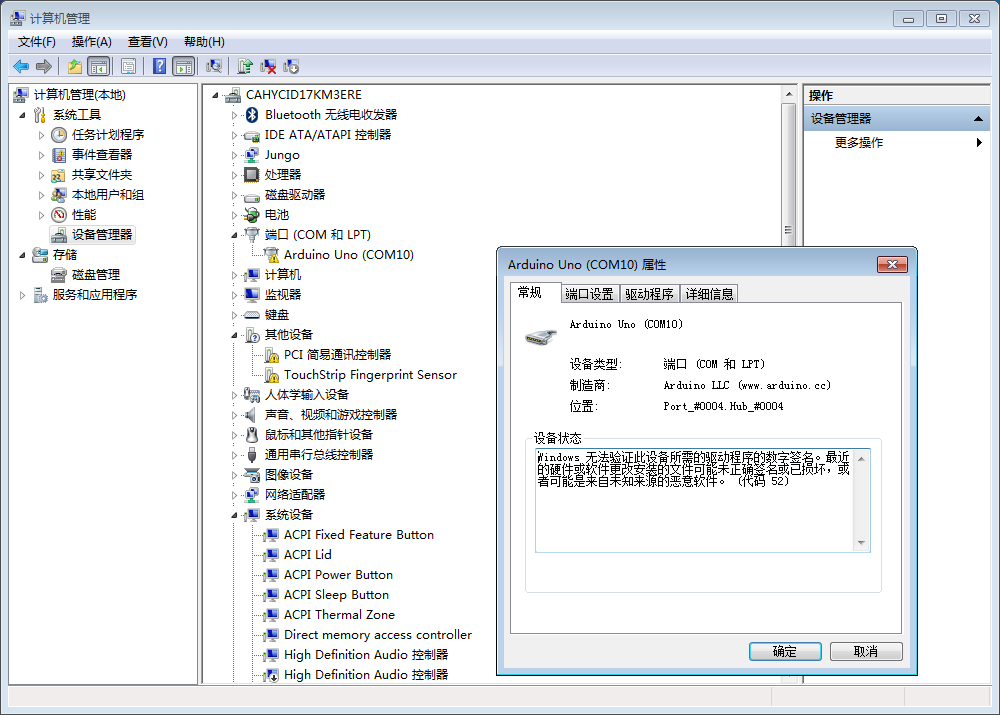 计算机管理
文件(F) 操作(A) 查看(V) 帮助(H)
计算机管理(本地)
系统工具
任务计划程序
事件查看器
共享文件夹
本地用户和组
性能
设备管理器
存储
磁盘管理
服务和应用程序
CAHYCID17KM3ERE
Bluetooth 无线电收发器
IDE ATA/ATAPI 控制器
Jungo
处理器
磁盘驱动器
电池
端口 (COM 和 LPT)
Arduino Uno (COM10)
计算机
监视器
键盘
其他设备
PCI 简易通讯控制器
TouchStrip Fingerprint Sensor
人体学输入设备
声音、视频和游戏控制器
鼠标和其他指针设备
通用串行总线控制器
图像设备
网络适配器
系统设备
ACPI Fixed Feature Button
ACPI Lid
ACPI Power Button
ACPI Sleep Button
ACPI Thermal Zone
Direct memory access controller
High Definition Audio 控制器
High Definition Audio 控制器
操作
设备管理器
更多操作
Arduino Uno (COM10) 属性
常规 端口设置 驱动程序 详细信息
Arduino Uno (COM10)
设备类型: 端口 (COM 和 LPT)
制造商: Arduino LLC (www.arduino.cc)
位置: Port_#0004.Hub_#0004
设备状态
Windows 无法验证此设备所需的驱动程序的数字签名。最近
的硬件或软件更改安装的文件可能未正确签名或已损坏，或
者可能是来自未知来源的恶意软件。 (代码 52)
确定 取消